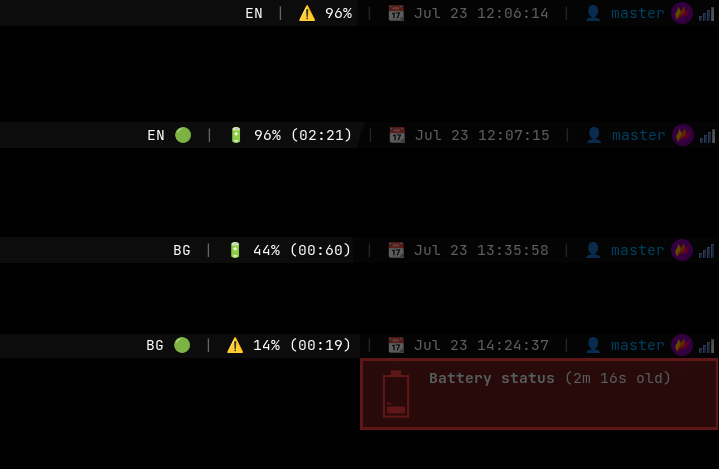 EN | ⚠️ 96% | 📆 Jul 23 12:06:14 | 👤 master
EN 🟢 | 🔋 96% (02:21) | 📆 Jul 23 12:07:15 | 👤 master
BG | 🔋 44% (00:60) | 📆 Jul 23 13:35:58 | 👤 master
BG 🟢 | ⚠️ 14% (00:19) | 📆 Jul 23 14:24:37 | 👤 master
Battery status (2m 16s old)